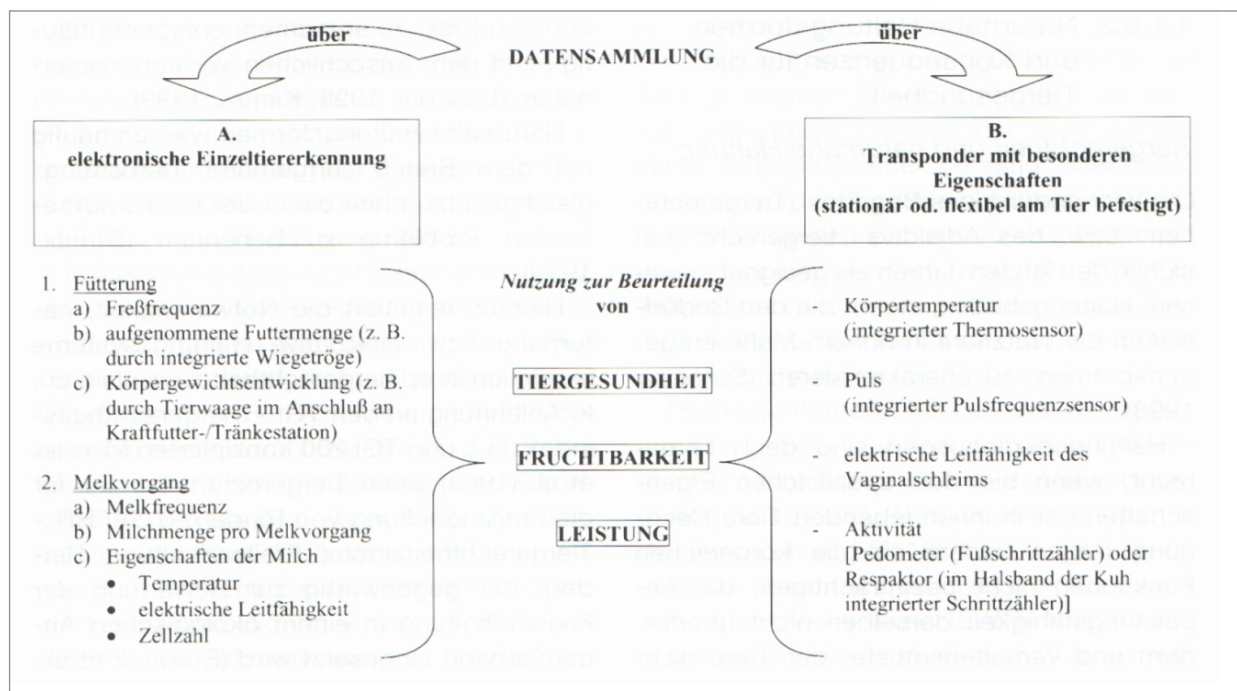 über
DATENSAMMLUNG
über
A.
elektronische Einzeltiererkennung
B.
Transponder mit besonderen
Eigenschaften
(stationär od. flexibel am Tier befestigt)
1. Fütterung
a) Freßfrequenz
b) aufgenommene Futtermenge (z. B.
durch integrierte Wiegetröge)
c) Körpergewichtsentwicklung (z. B.
durch Tierwaage im Anschluß an
Kraftfutter-/Tränkestation)
2. Melkvorgang
a) Melkfrequenz
b) Milchmenge pro Melkvorgang
c) Eigenschaften der Milch
• Temperatur
• elektrische Leitfähigkeit
• Zellzahl
Nutzung zur Beurteilung
von
TIERGESUNDHEIT
FRUCHTBARKEIT
LEISTUNG
- Körpertemperatur
(integrierter Thermosensor)
- Puls
(integrierter Pulsfrequenzsensor)
- elektrische Leitfähigkeit des
Vaginalschleims
- Aktivität
[Pedometer (Fußschrittzähler) oder
Respaktor (im Halsband der Kuh
integrierter Schrittzähler)]